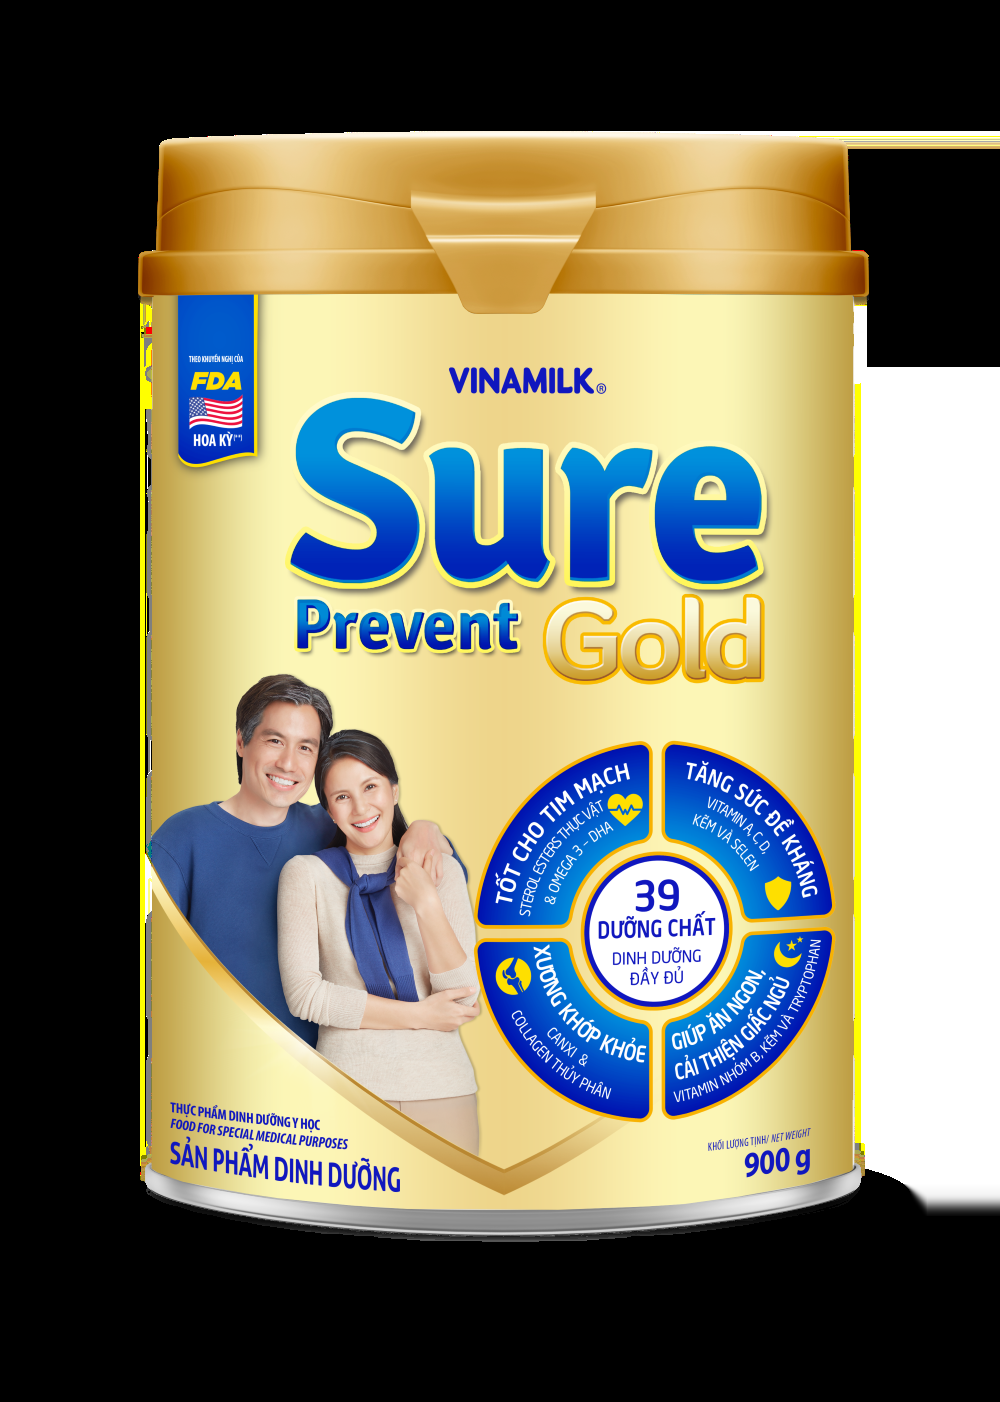 THEO KHUYẾN NGHỊ CỦA
FDA
HOA KỲ(**)
VINAMILK®
Sure
Prevent Gold
TỐT CHO TIM MẠCH
STEROL ESTERS THỰC VẬT
& OMEGA 3 – DHA
TĂNG SỨC ĐỀ KHÁNG
VITAMIN A, C, D,
KẼM VÀ SELEN
39
DƯỠNG CHẤT
DINH DƯỠNG
ĐẦY ĐỦ
XƯƠNG KHỚP KHỎE
CANXI &
COLLAGEN THỦY PHÂN
GIÚP ĂN NGON,
CẢI THIỆN GIẤC NGỦ
VITAMIN NHÓM B, KẼM VÀ TRYPTOPHAN
THỰC PHẨM DINH DƯỠNG Y HỌC
FOOD FOR SPECIAL MEDICAL PURPOSES
SẢN PHẨM DINH DƯỠNG
KHỐI LƯỢNG TỊNH/ NET WEIGHT
900 g